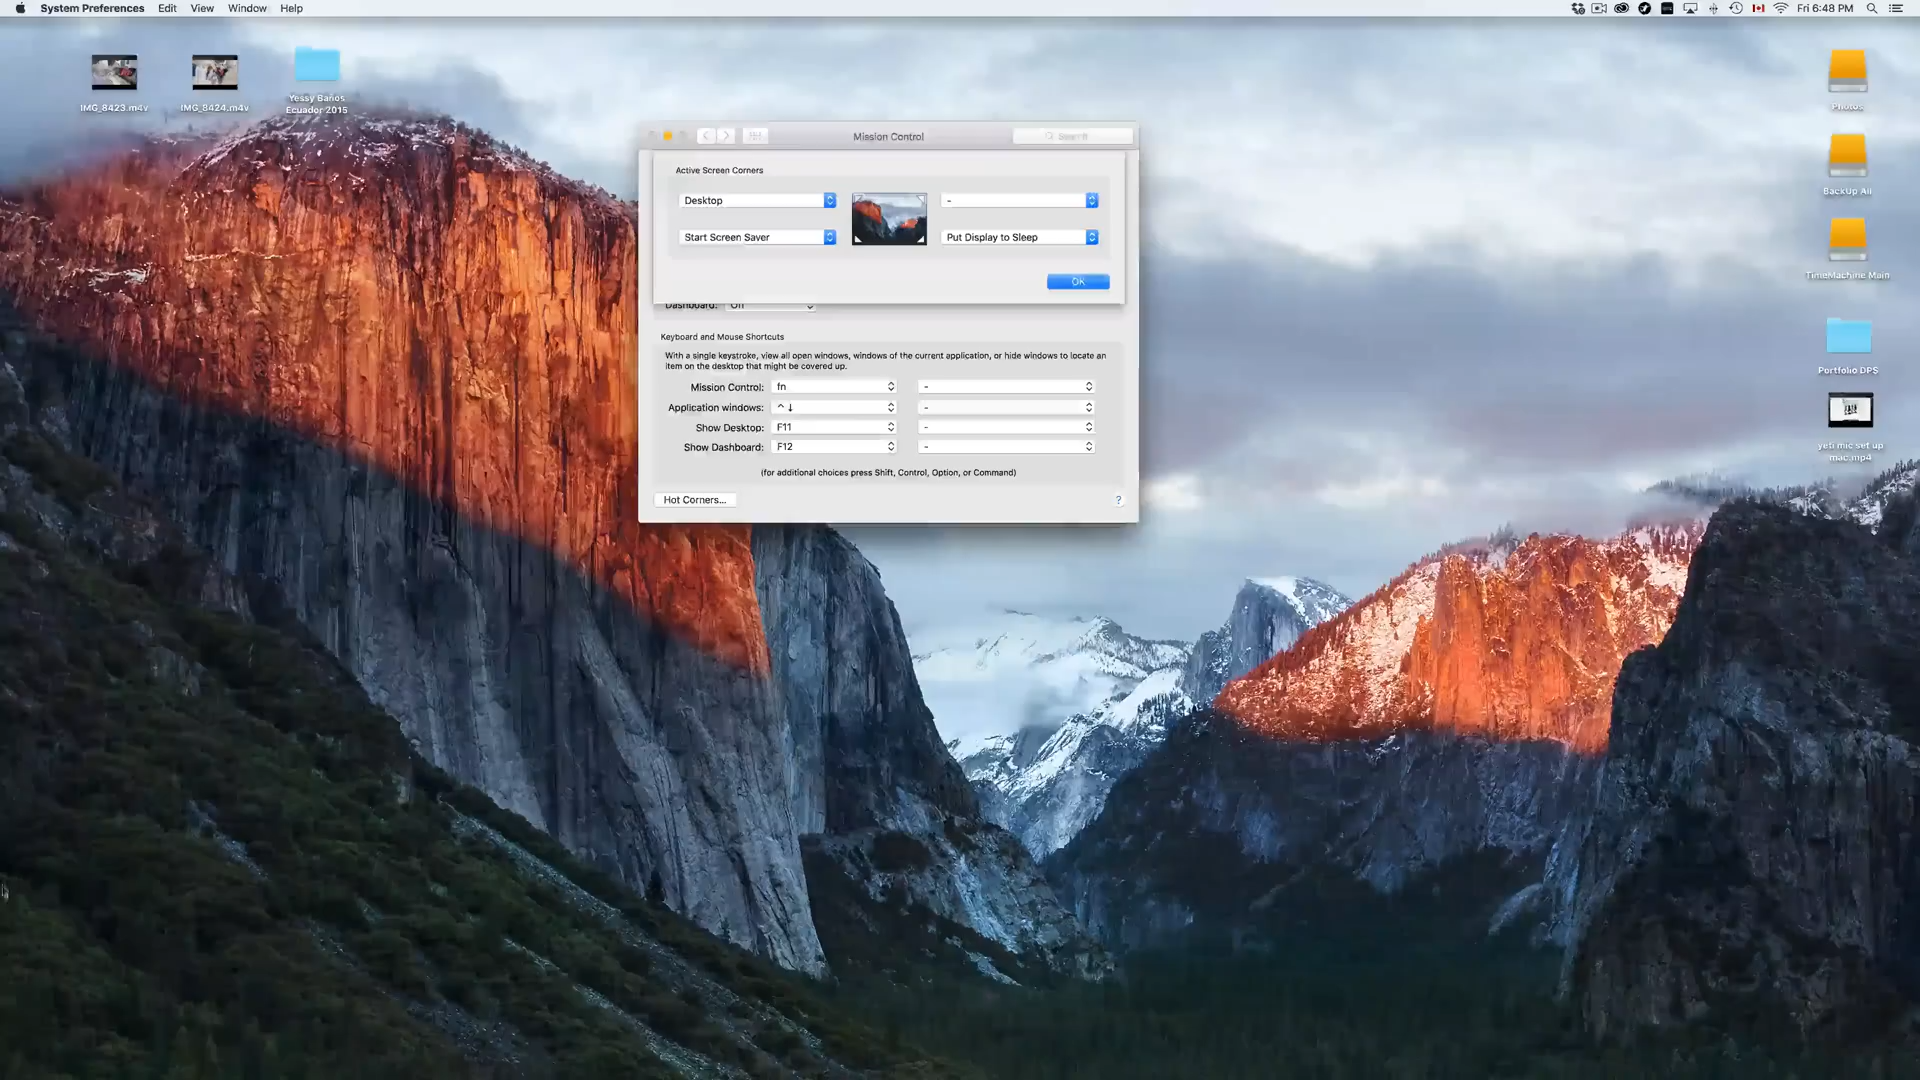 System Preferences Edit View Window Help
Fri 6:48 PM
IMG_8423.m4v
IMG_8424.m4v
Yessy Baños
Ecuador 2015
Photos
BackUp All
TimeMachine Main
Portfolio DPS
yeti mic set up
mac.mp4
Mission Control
Search
Active Screen Corners
Desktop
-
Start Screen Saver
Put Display to Sleep
OK
Dashboard: Off
Keyboard and Mouse Shortcuts
With a single keystroke, view all open windows, windows of the current application, or hide windows to locate an
item on the desktop that might be covered up.
Mission Control: fn -
Application windows: ^ ↓ -
Show Desktop: F11 -
Show Dashboard: F12 -
(for additional choices press Shift, Control, Option, or Command)
Hot Corners...
?